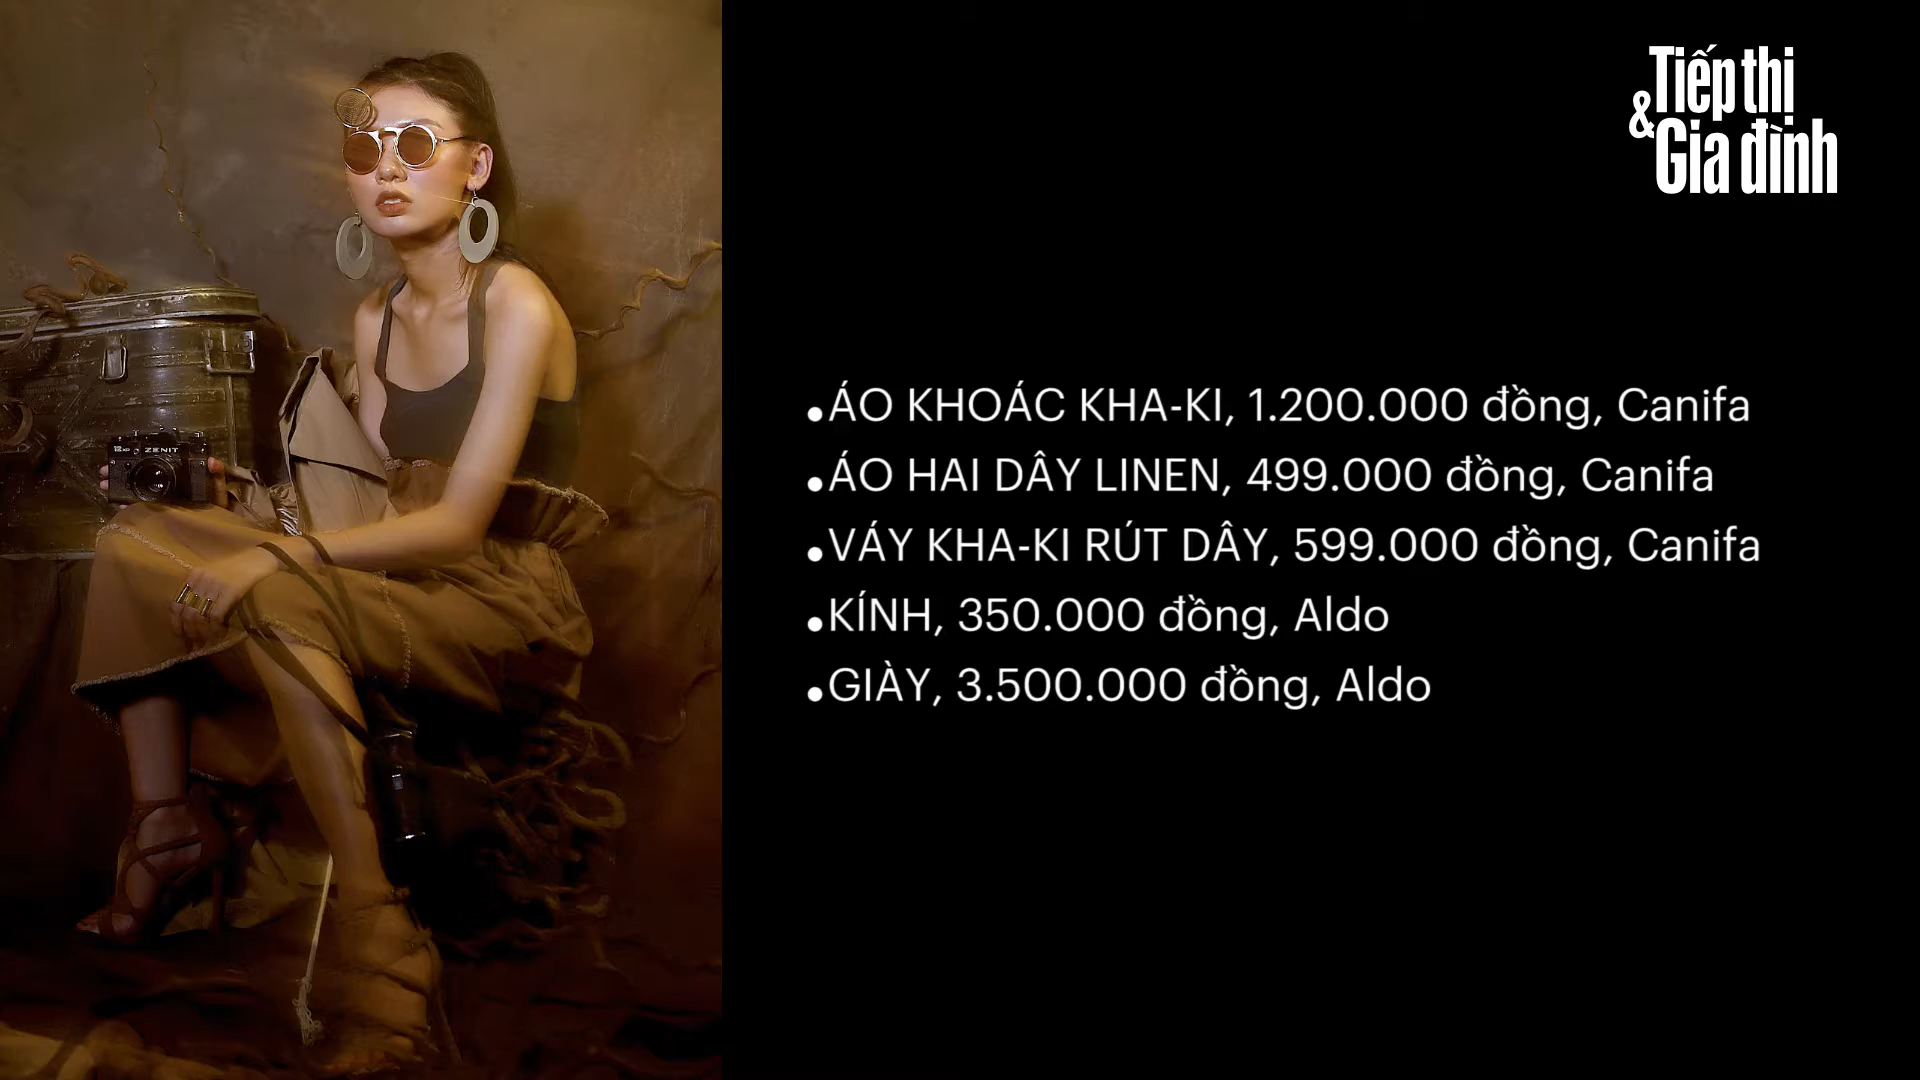 Tiếp thị
& Gia đình
•ÁO KHOÁC KHA-KI, 1.200.000 đồng, Canifa
•ÁO HAI DÂY LINEN, 499.000 đồng, Canifa
•VÁY KHA-KI RÚT DÂY, 599.000 đồng, Canifa
•KÍNH, 350.000 đồng, Aldo
•GIÀY, 3.500.000 đồng, Aldo
ZENIT